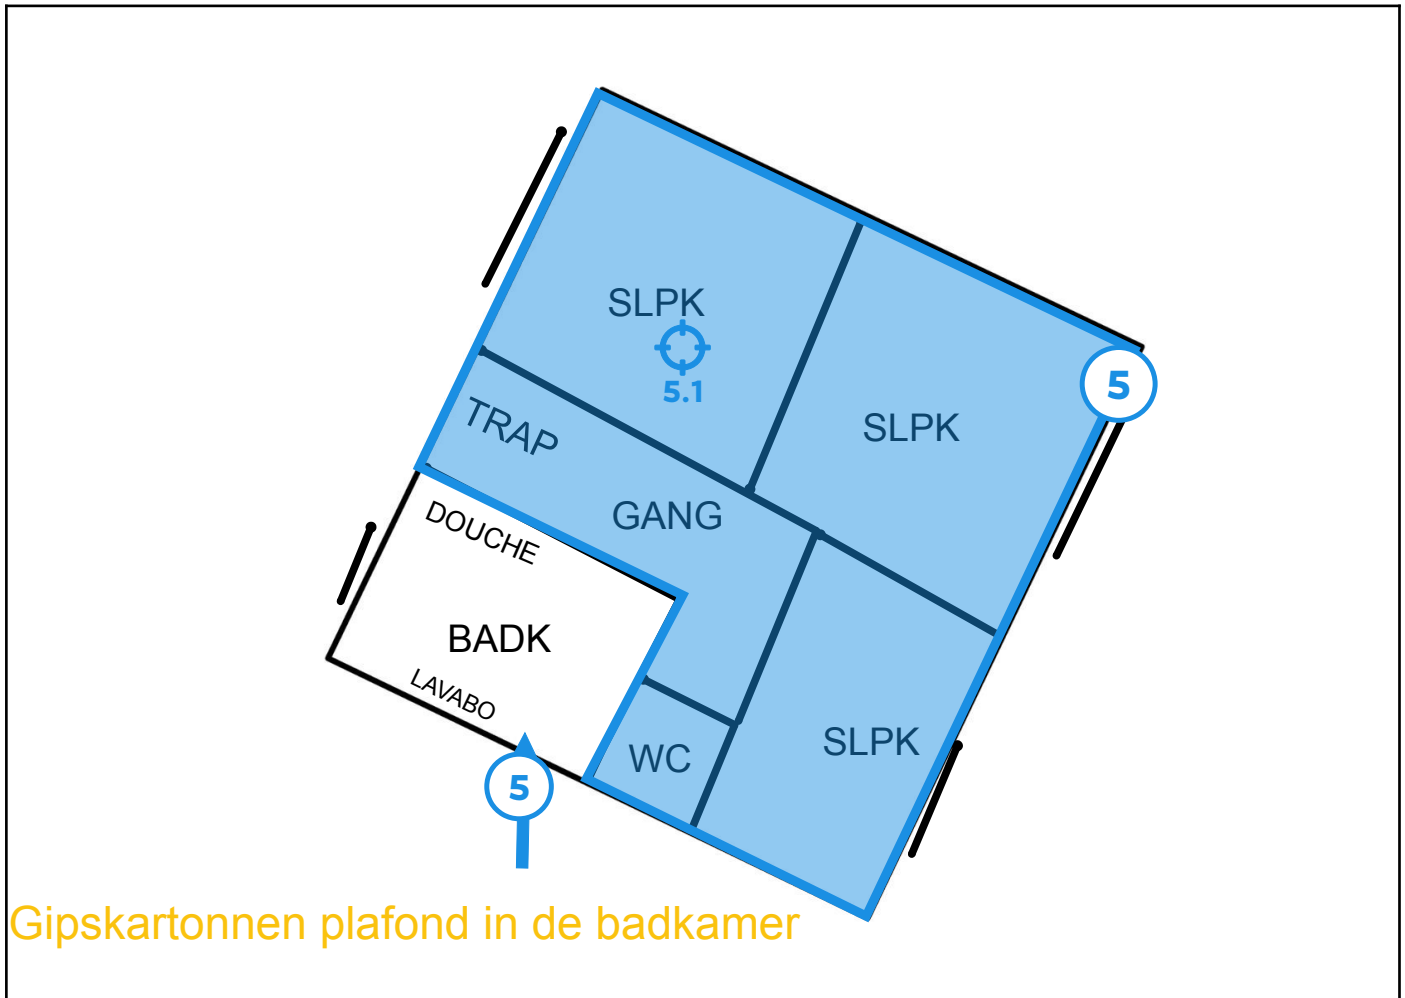 SLPK
5.1
5
SLPK
TRAP
GANG
DOUCHE
BADK
LAVABO
WC
SLPK
5
Gipskartonnen plafond in de badkamer